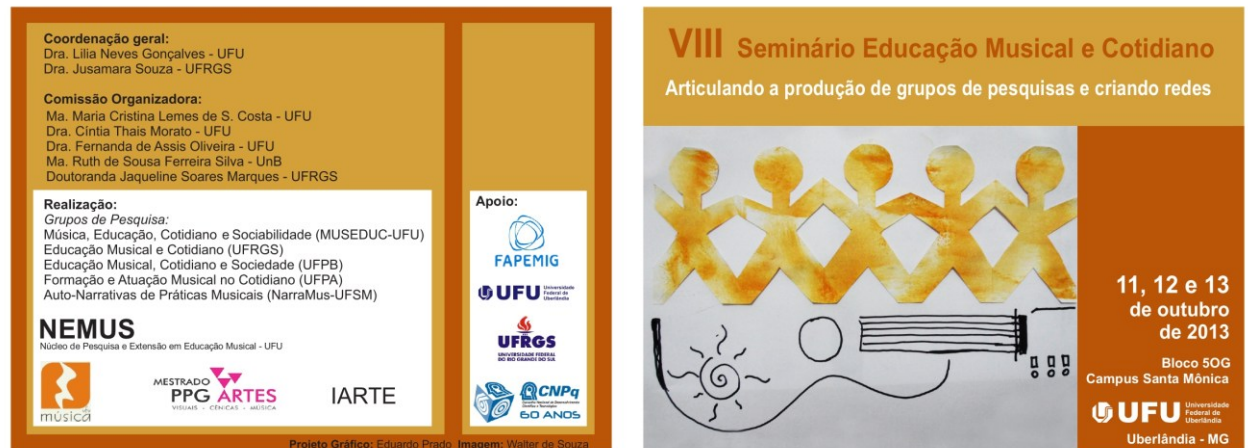 Coordenação geral:
Dra. Lilia Neves Gonçalves - UFU
Dra. Jusamara Souza - UFRGS
Comissão Organizadora:
Ma. Maria Cristina Lemes de S. Costa - UFU
Dra. Cíntia Thais Morato - UFU
Dra. Fernanda de Assis Oliveira - UFU
Ma. Ruth de Sousa Ferreira Silva - UnB
Doutoranda Jaqueline Soares Marques - UFRGS
Realização:
Grupos de Pesquisa:
Música, Educação, Cotidiano e Sociabilidade (MUSEDUC-UFU)
Educação Musical e Cotidiano (UFRGS)
Educação Musical, Cotidiano e Sociedade (UFPB)
Formação e Atuação Musical no Cotidiano (UFPA)
Auto-Narrativas de Práticas Musicais (NarraMus-UFSM)
NEMUS
Núcleo de Pesquisa e Extensão em Educação Musical - UFU
música
MESTRADO
PPG ARTES
VISUAIS - CÊNICAS - MÚSICA
IARTE
Apoio:
FAPEMIG
UFU
Universidade
Federal de
Uberlândia
UFRGS
UNIVERSIDADE FEDERAL
DO RIO GRANDE DO SUL
CNPq
Conselho Nacional de Desenvolvimento
Científico e Tecnológico
60 ANOS
Projeto Gráfico: Eduardo Prado Imagem: Walter de Souza
VIII Seminário Educação Musical e Cotidiano
Articulando a produção de grupos de pesquisas e criando redes
11, 12 e 13
de outubro
de 2013
Bloco 5OG
Campus Santa Mônica
UFU
Universidade
Federal de
Uberlândia
Uberlândia - MG